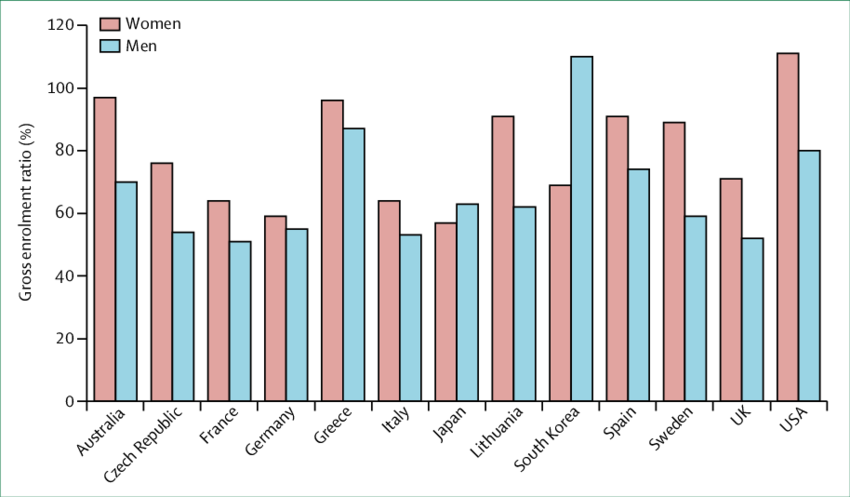 Women
Men
Gross enrolment ratio (%)
120
100
80
60
40
20
0
Australia
Czech Republic
France
Germany
Greece
Italy
Japan
Lithuania
South Korea
Spain
Sweden
UK
USA